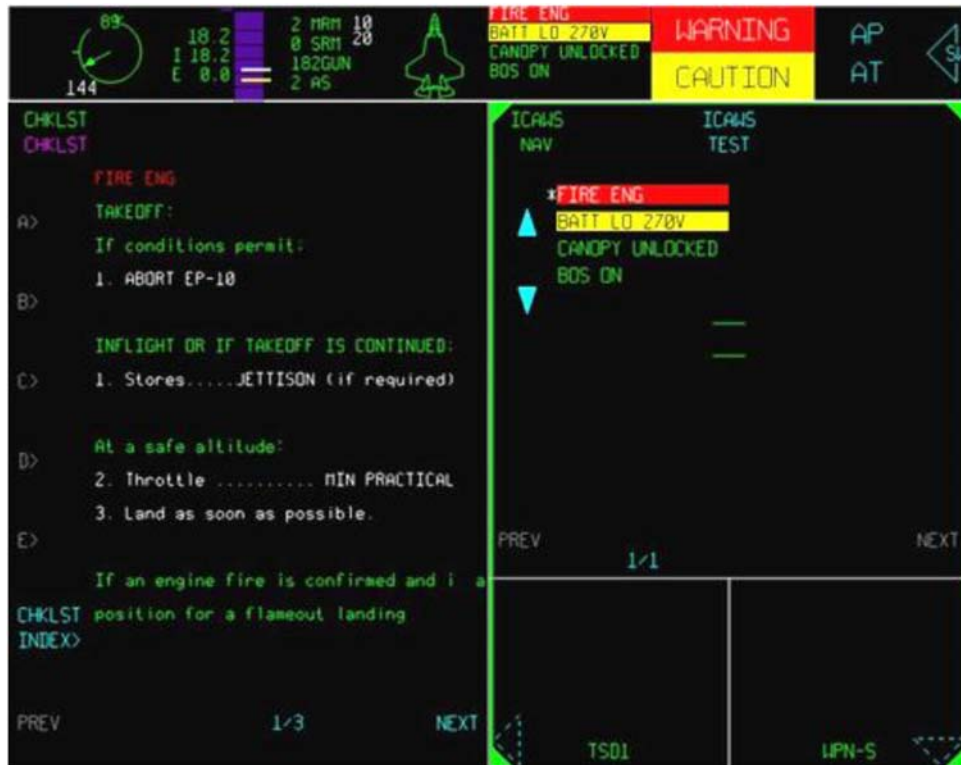 89
144
18.2
I 18.2
E 0.0
2 MRM 10
0 SRM 20
182GUN
2 AS
FIRE ENG
BATT LO 270V
CANOPY UNLOCKED
BOS ON
WARNING
CAUTION
AP
AT
CHKLST
CHKLST
FIRE ENG
A>
TAKEOFF:
If conditions permit:
1. ABORT EP-10
B>
INFLIGHT OR IF TAKEOFF IS CONTINUED:
C>
1. Stores.....JETTISON (if required)
At a safe altitude:
D>
2. Throttle .......... MIN PRACTICAL
3. Land as soon as possible.
E>
If an engine fire is confirmed and i a
CHKLST position for a flameout landing
INDEX>
PREV 1/3 NEXT
ICAWS
NAV
ICAWS
TEST
*FIRE ENG
BATT LO 270V
CANOPY UNLOCKED
BOS ON
PREV
1/1
NEXT
TSD1
WPN-S